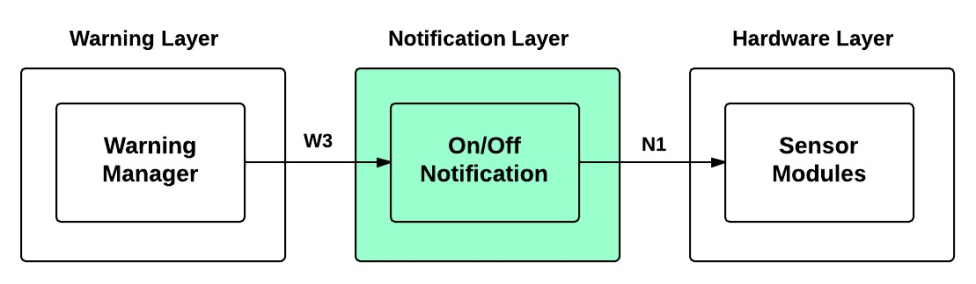 Warning Layer
Notification Layer
Hardware Layer
Warning
Manager
W3
On/Off
Notification
N1
Sensor
Modules